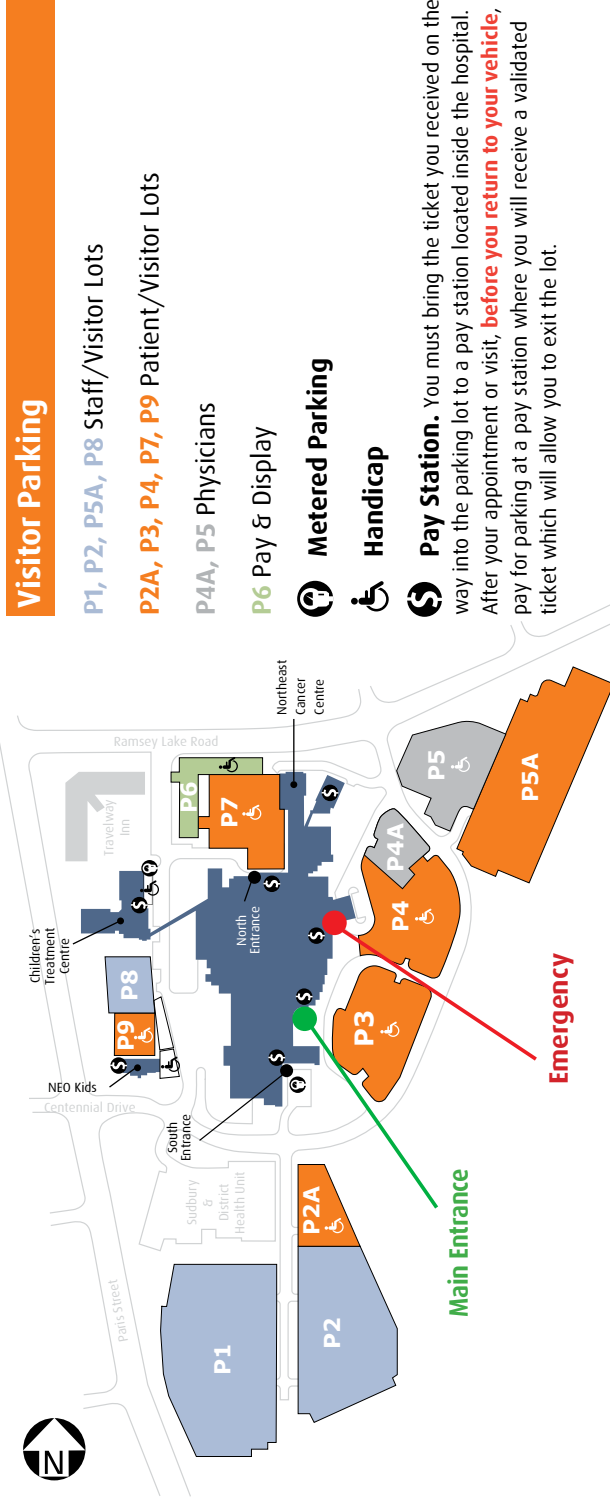 Visitor Parking
P1, P2, P5A, P8 Staff/Visitor Lots
P2A, P3, P4, P7, P9 Patient/Visitor Lots
P4A, P5 Physicians
P6 Pay & Display
Metered Parking
Handicap
$ Pay Station. You must bring the ticket you received on the
way into the parking lot to a pay station located inside the hospital.
After your appointment or visit, before you return to your vehicle,
pay for parking at a pay station where you will receive a validated
ticket which will allow you to exit the lot.
N
Paris Street
P1
P2
P2A
Sudbury
&
District
Health Unit
South
Entrance
Centennial Drive
NEO Kids
$
P9
P8
Children's
Treatment
Centre
$
Travelway
Inn
Ramsey Lake Road
P6
P7
North
Entrance
$
Northeast
Cancer
Centre
$
$
$
$
P3
P4
P4A
P5
P5A
Main Entrance
Emergency